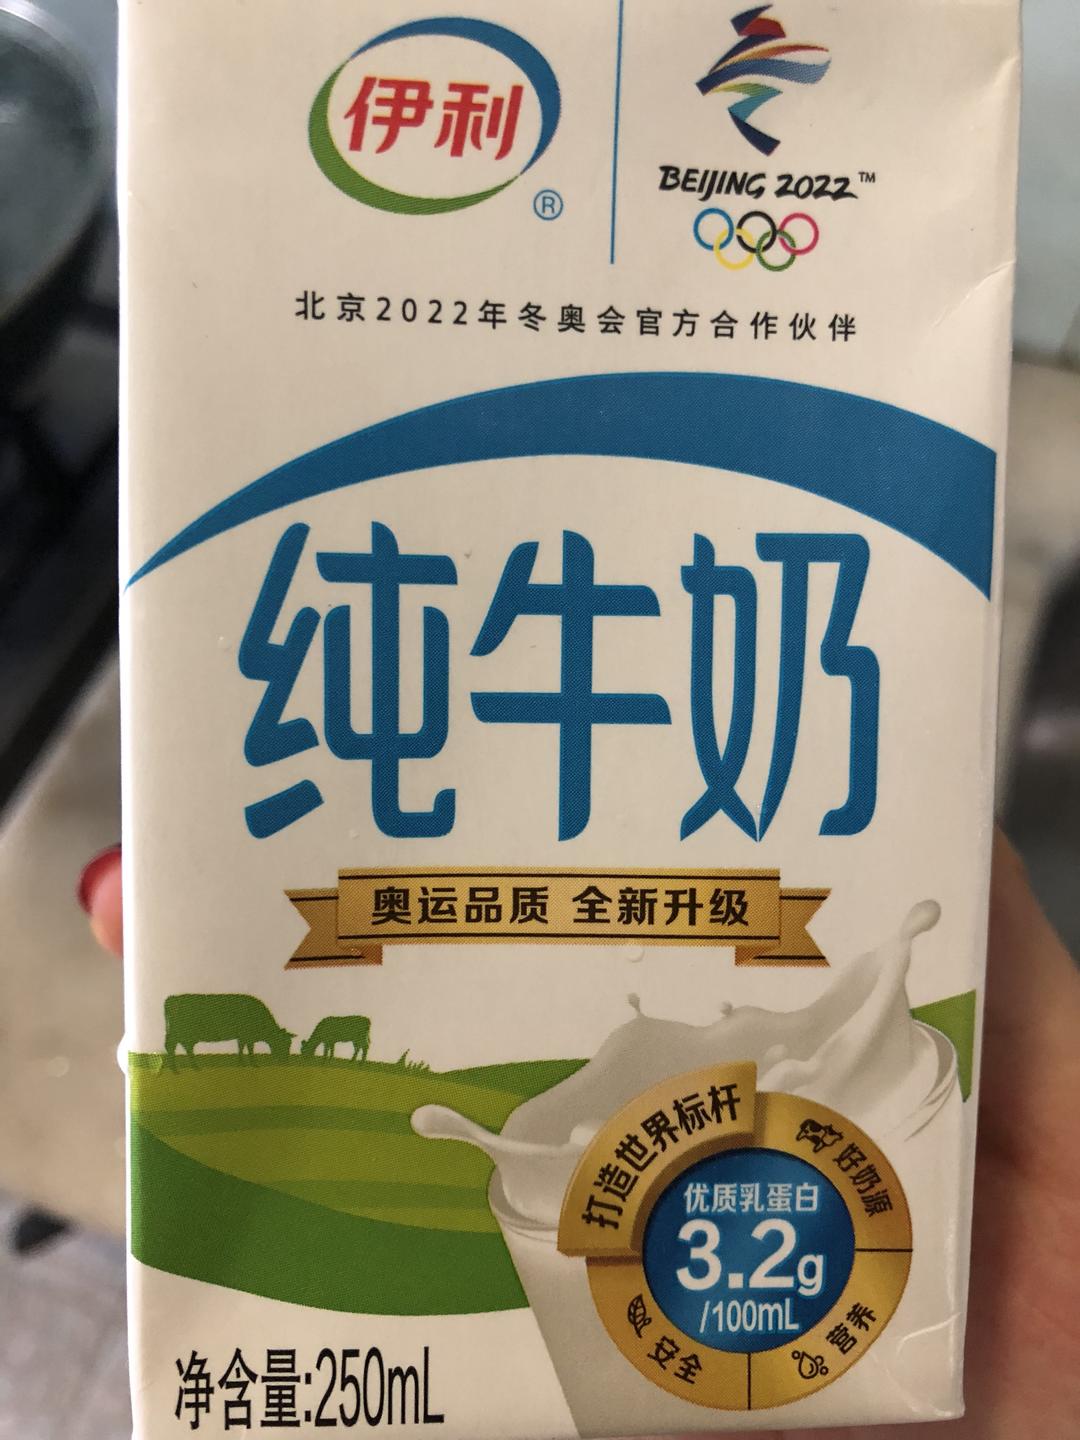 伊利
®
BEIJING 2022™
北京2022年冬奥会官方合作伙伴
纯牛奶
奥运品质 全新升级
打造世界标杆
好奶源
优质乳蛋白
3.2g
/100mL
安全
营养
净含量:250mL